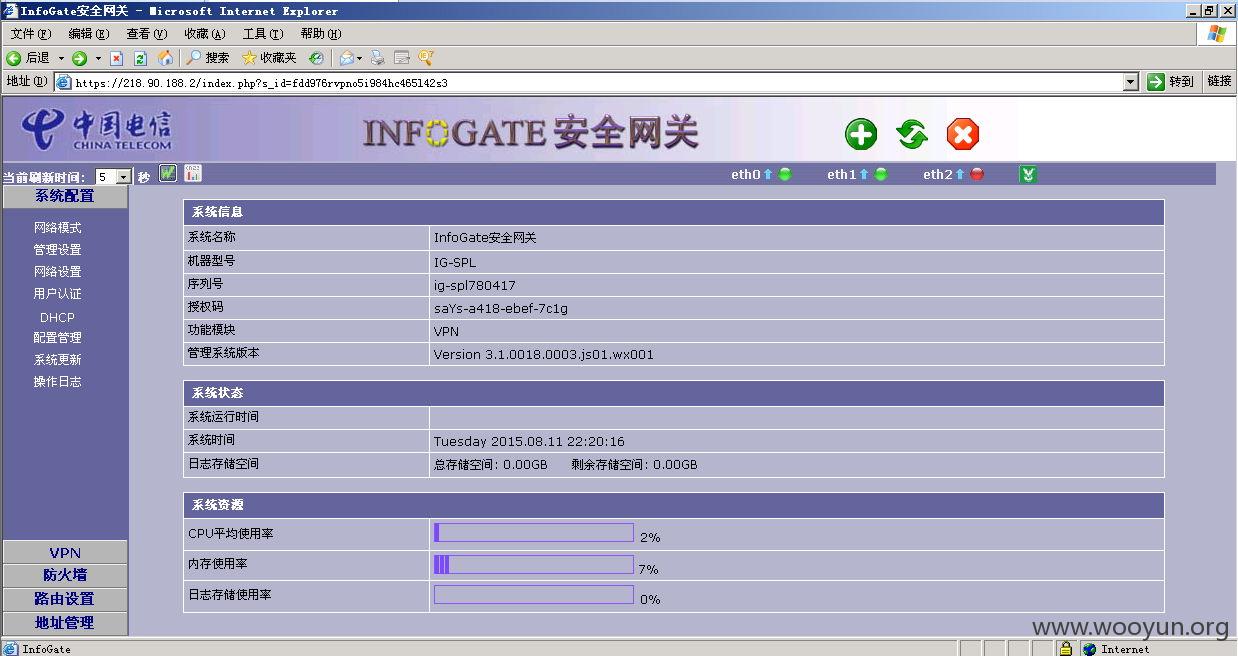 InfoGate安全网关 - Microsoft Internet Explorer
文件(F) 编辑(E) 查看(V) 收藏(A) 工具(T) 帮助(H)
后退 搜索 收藏夹
地址(D) https://218.90.188.2/index.php?s_id=fdd976rvpno5i984hc465l42s3 转到 链接
中国电信
CHINA TELECOM
INFOGATE 安全网关
当前刷新时间: 5 秒 eth0 eth1 eth2
系统配置
网络模式
管理设置
网络设置
用户认证
DHCP
配置管理
系统更新
操作日志
VPN
防火墙
路由设置
地址管理
系统信息
系统名称 InfoGate安全网关
机器型号 IG-SPL
序列号 ig-spl780417
授权码 saYs-a418-ebef-7c1g
功能模块 VPN
管理系统版本 Version 3.1.0018.0003.js01.wx001
系统状态
系统运行时间
系统时间 Tuesday 2015.08.11 22:20:16
日志存储空间 总存储空间: 0.00GB 剩余存储空间: 0.00GB
系统资源
CPU平均使用率 2%
内存使用率 7%
日志存储使用率 0%
www.wooyun.org
InfoGate Internet